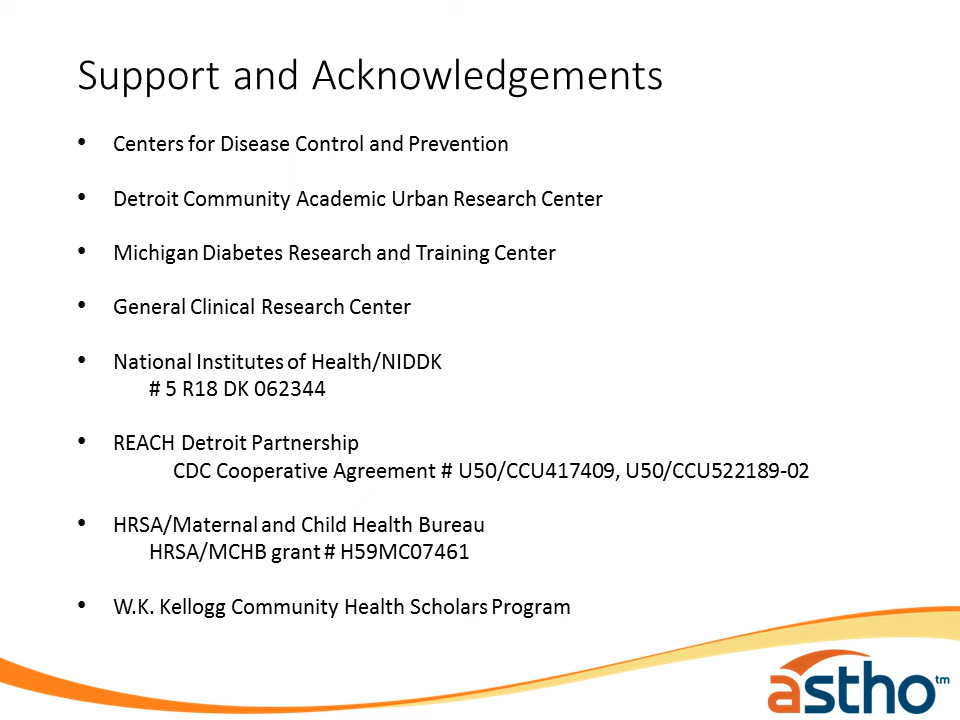 Support and Acknowledgements
• Centers for Disease Control and Prevention
• Detroit Community Academic Urban Research Center
• Michigan Diabetes Research and Training Center
• General Clinical Research Center
• National Institutes of Health/NIDDK
# 5 R18 DK 062344
• REACH Detroit Partnership
CDC Cooperative Agreement # U50/CCU417409, U50/CCU522189-02
• HRSA/Maternal and Child Health Bureau
HRSA/MCHB grant # H59MC07461
• W.K. Kellogg Community Health Scholars Program
astho tm